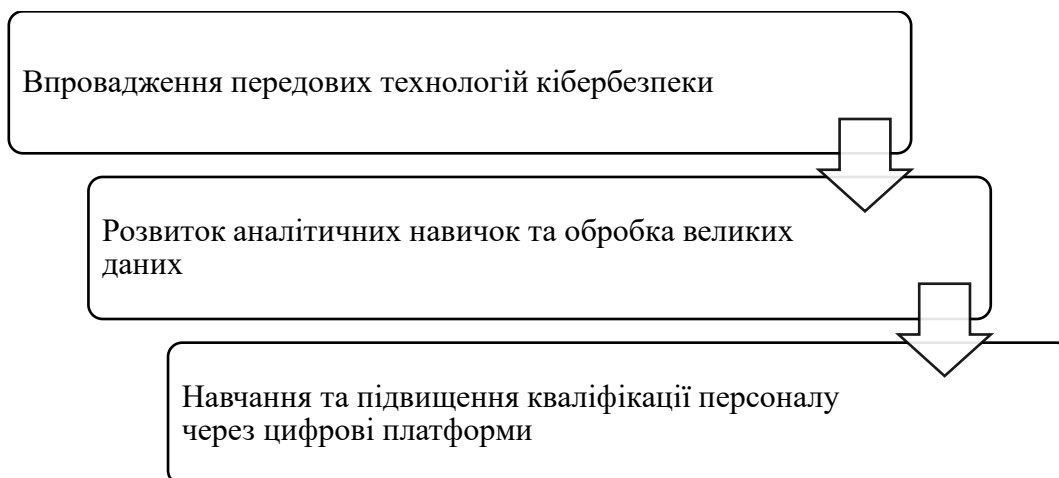 Впровадження передових технологій кібербезпеки
Розвиток аналітичних навичок та обробка великих
даних
Навчання та підвищення кваліфікації персоналу
через цифрові платформи